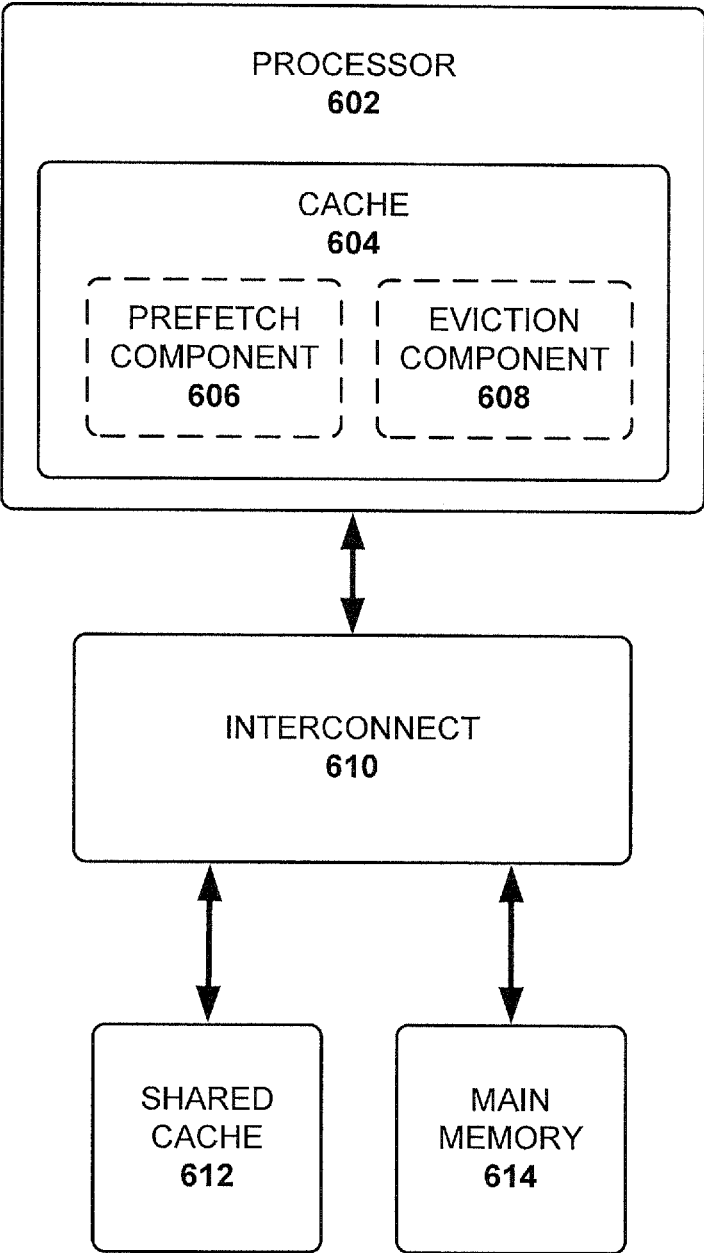 PROCESSOR
602
CACHE
604
PREFETCH
COMPONENT
606
EVICTION
COMPONENT
608
INTERCONNECT
610
SHARED
CACHE
612
MAIN
MEMORY
614